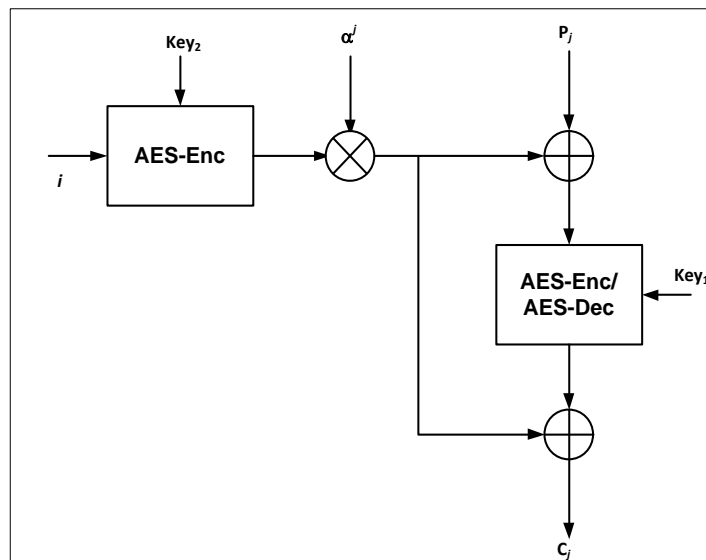 Key₂
αʲ
Pⱼ
AES-Enc
i
AES-Enc/
AES-Dec
Key₁
Cⱼ